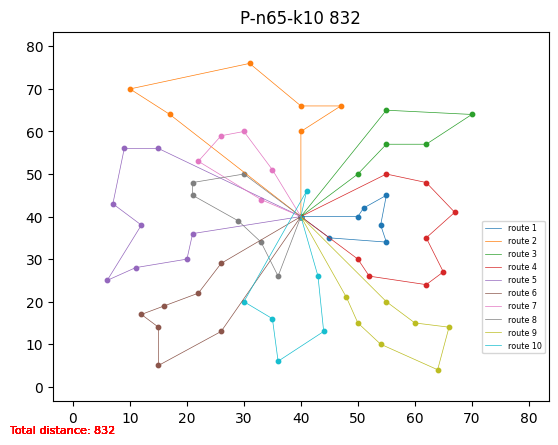 P-n65-k10 832
80
70
60
50
40
30
20
10
0
0 10 20 30 40 50 60 70 80
route 1
route 2
route 3
route 4
route 5
route 6
route 7
route 8
route 9
route 10
Total distance: 832